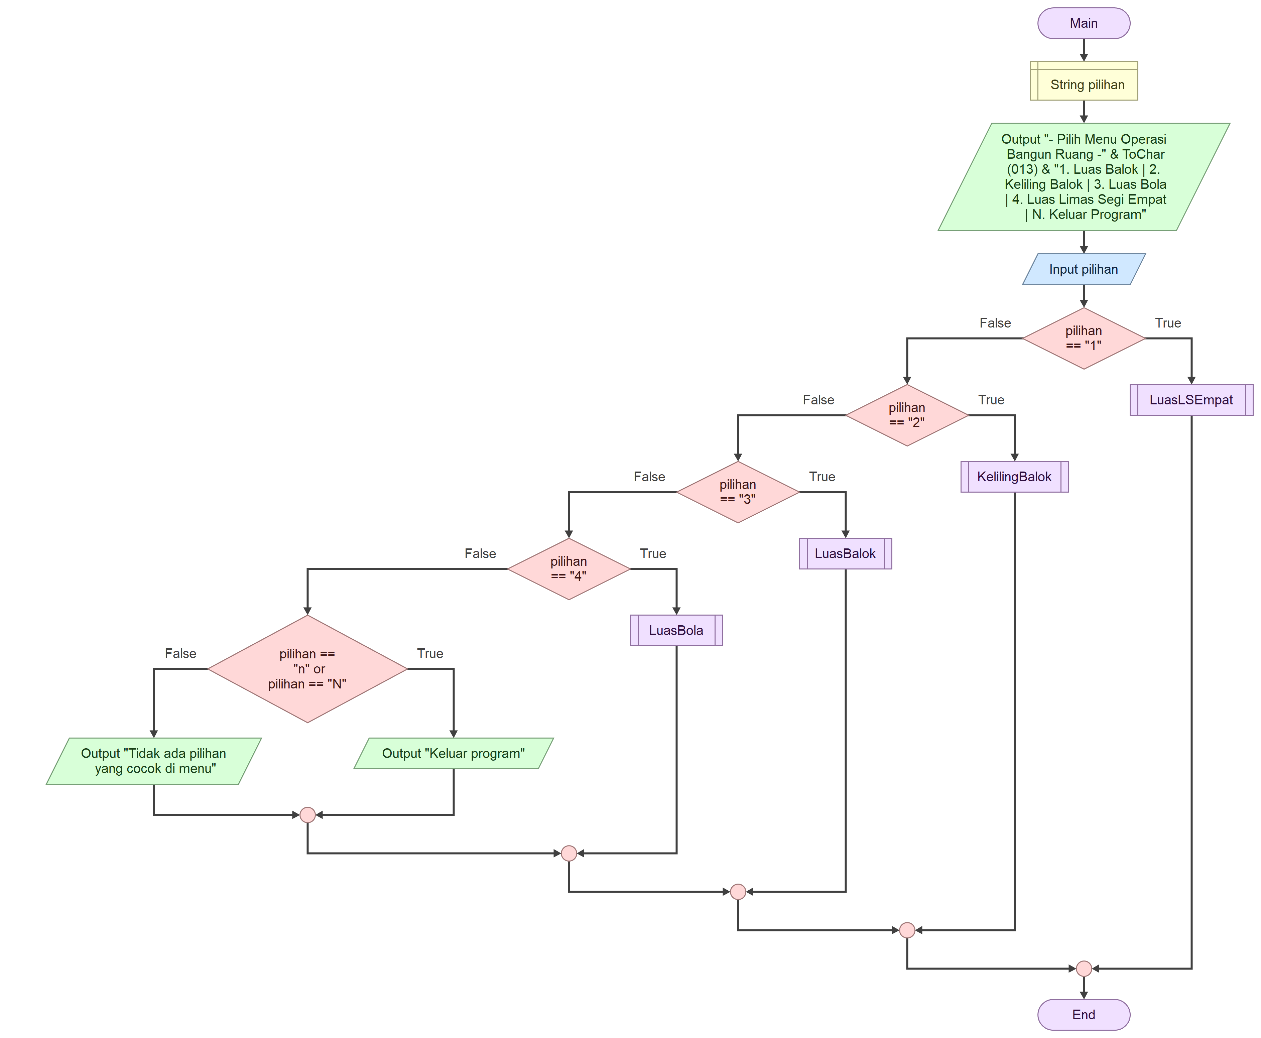 Main
String pilihan
Output "- Pilih Menu Operasi
Bangun Ruang -" & ToChar
(013) & "1. Luas Balok | 2.
Keliling Balok | 3. Luas Bola
| 4. Luas Limas Segi Empat
| N. Keluar Program"
Input pilihan
False
True
pilihan
== "1"
LuasLSEmpat
False
True
pilihan
== "2"
KelilingBalok
False
True
pilihan
== "3"
LuasBalok
False
True
pilihan
== "4"
LuasBola
False
True
pilihan ==
"n" or
pilihan == "N"
Output "Tidak ada pilihan
yang cocok di menu"
Output "Keluar program"
End